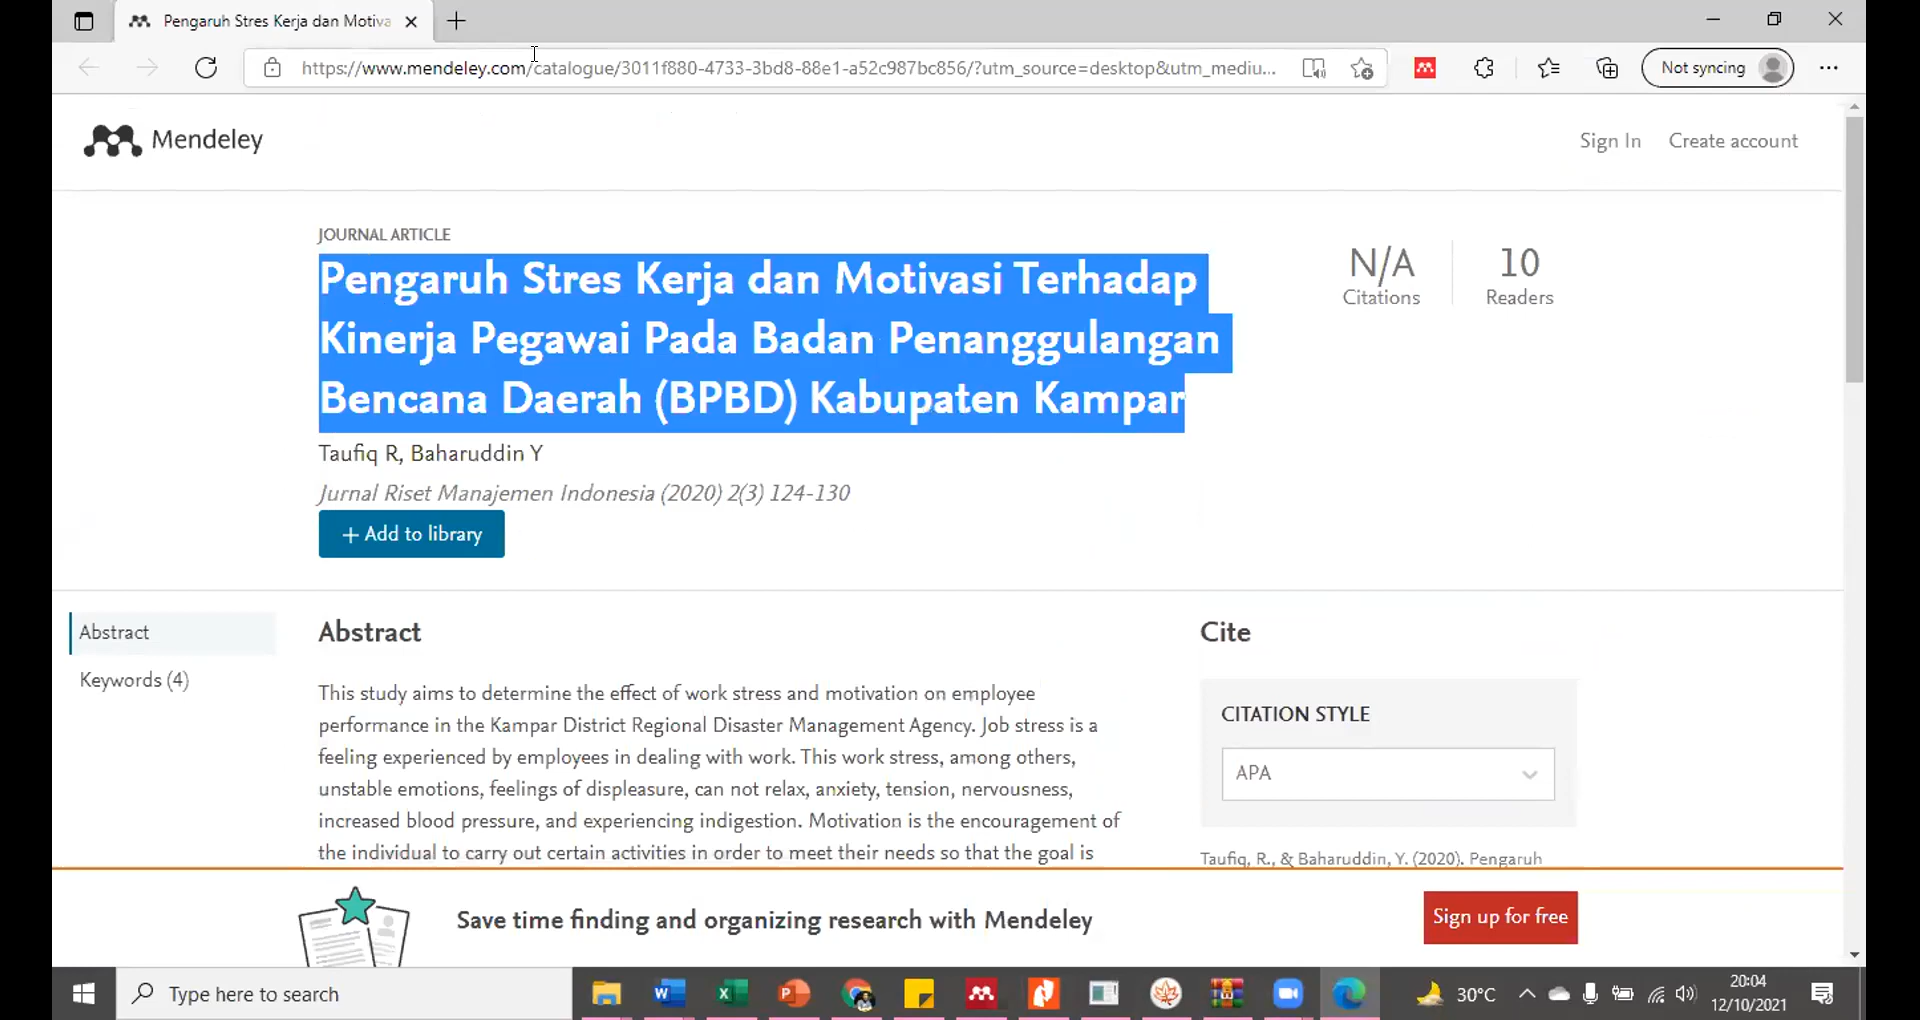 Pengaruh Stres Kerja dan Motiva
https://www.mendeley.com/catalogue/3011f880-4733-3bd8-88e1-a52c987bc856/?utm_source=desktop&utm_mediu...
Not syncing
Mendeley
Sign In
Create account
JOURNAL ARTICLE
Pengaruh Stres Kerja dan Motivasi Terhadap
Kinerja Pegawai Pada Badan Penanggulangan
Bencana Daerah (BPBD) Kabupaten Kampar
N/A
Citations
10
Readers
Taufiq R, Baharuddin Y
Jurnal Riset Manajemen Indonesia (2020) 2(3) 124-130
+ Add to library
Abstract
Keywords (4)
Abstract
This study aims to determine the effect of work stress and motivation on employee
performance in the Kampar District Regional Disaster Management Agency. Job stress is a
feeling experienced by employees in dealing with work. This work stress, among others,
unstable emotions, feelings of displeasure, can not relax, anxiety, tension, nervousness,
increased blood pressure, and experiencing indigestion. Motivation is the encouragement of
the individual to carry out certain activities in order to meet their needs so that the goal is
Cite
CITATION STYLE
APA
Taufiq, R., & Baharuddin, Y. (2020). Pengaruh
Save time finding and organizing research with Mendeley
Sign up for free
Type here to search
30°C
20:04
12/10/2021